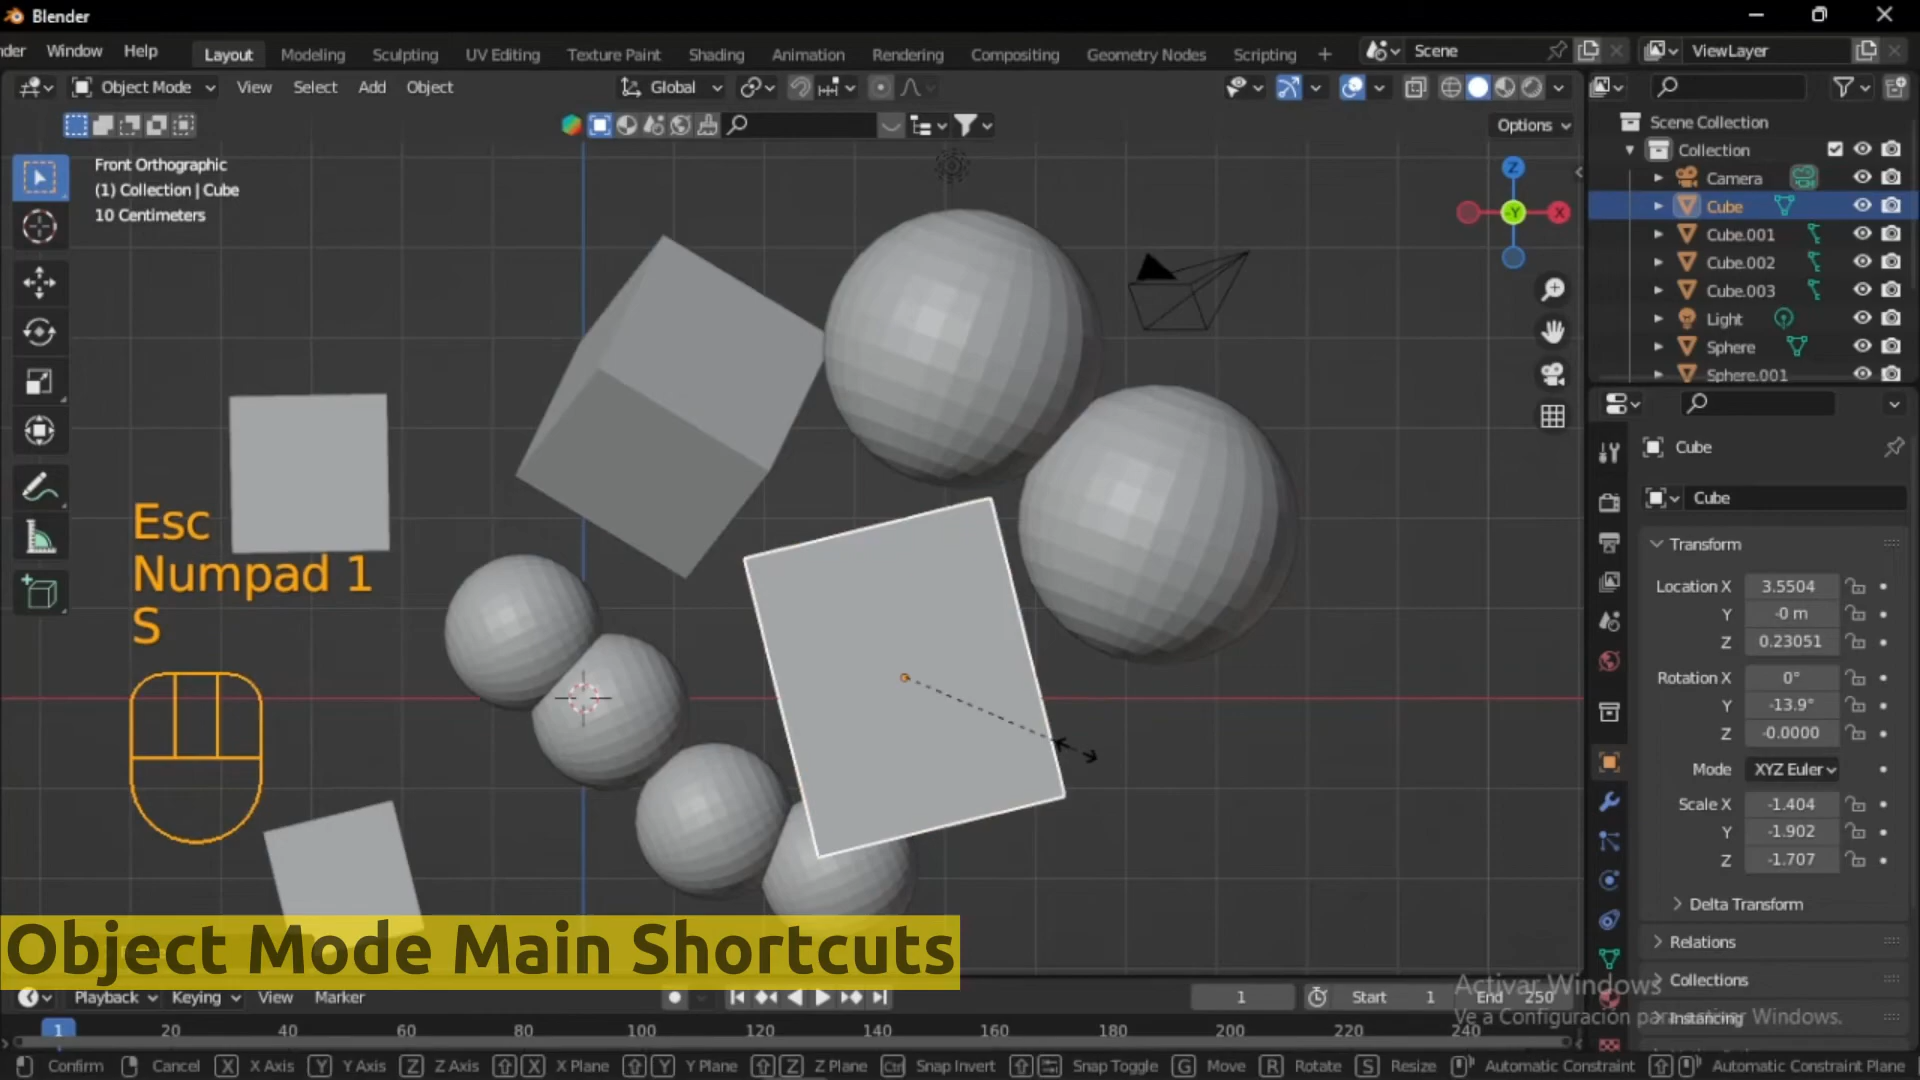 Blender
nder Window Help Layout Modeling Sculpting UV Editing Texture Paint Shading Animation Rendering Compositing Geometry Nodes Scripting + Scene ViewLayer
Object Mode View Select Add Object Global
Options
Front Orthographic
(1) Collection | Cube
10 Centimeters
Z
-Y
X
Esc
Numpad 1
S
Object Mode Main Shortcuts
Scene Collection
Collection
Camera
Cube
Cube.001
Cube.002
Cube.003
Light
Sphere
Sphere.001
Cube
Cube
Transform
Location X 3.5504
Y -0 m
Z 0.23051
Rotation X 0°
Y -13.9°
Z -0.0000
Mode XYZ Euler
Scale X -1.404
Y -1.902
Z -1.707
Delta Transform
Relations
Collections
Instancing
Activar Windows
Ve a Configuración para activar Windows.
Playback Keying View Marker 1 Start 1 End 250
1 20 40 60 80 100 120 140 160 180 200 220 240
Confirm Cancel X X Axis Y Y Axis Z Z Axis X X Plane Y Y Plane Z Z Plane Ctrl Snap Invert Snap Toggle G Move R Rotate S Resize Automatic Constraint Automatic Constraint Plane